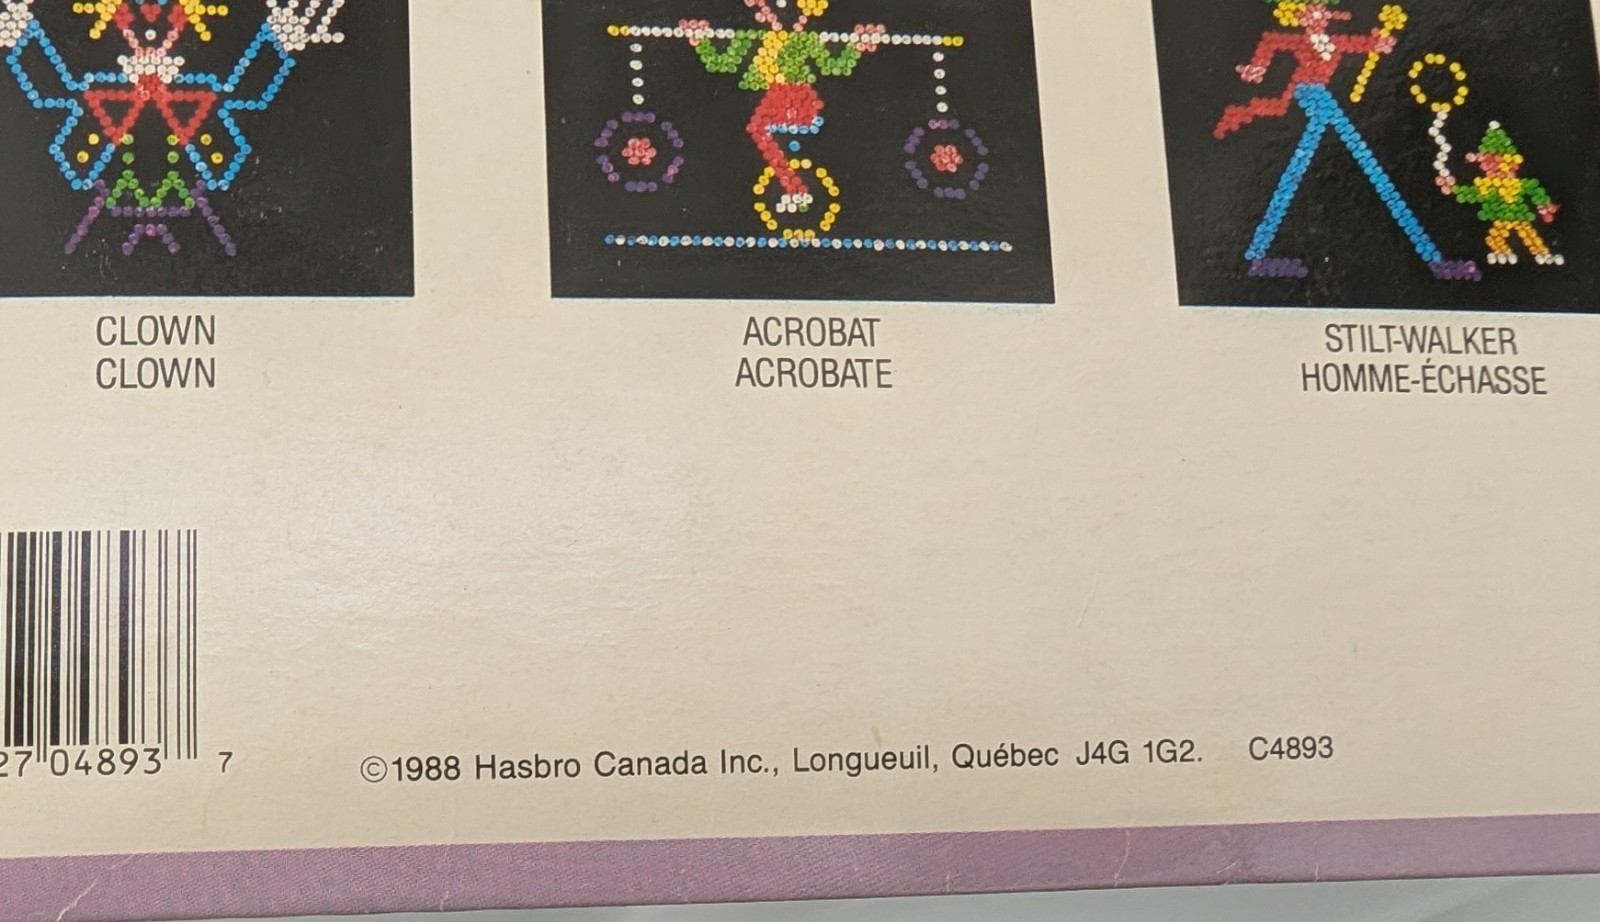 CLOWN
CLOWN
ACROBAT
ACROBATE
STILT-WALKER
HOMME-ÉCHASSE
27 04893 7
©1988 Hasbro Canada Inc., Longueuil, Québec J4G 1G2. C4893